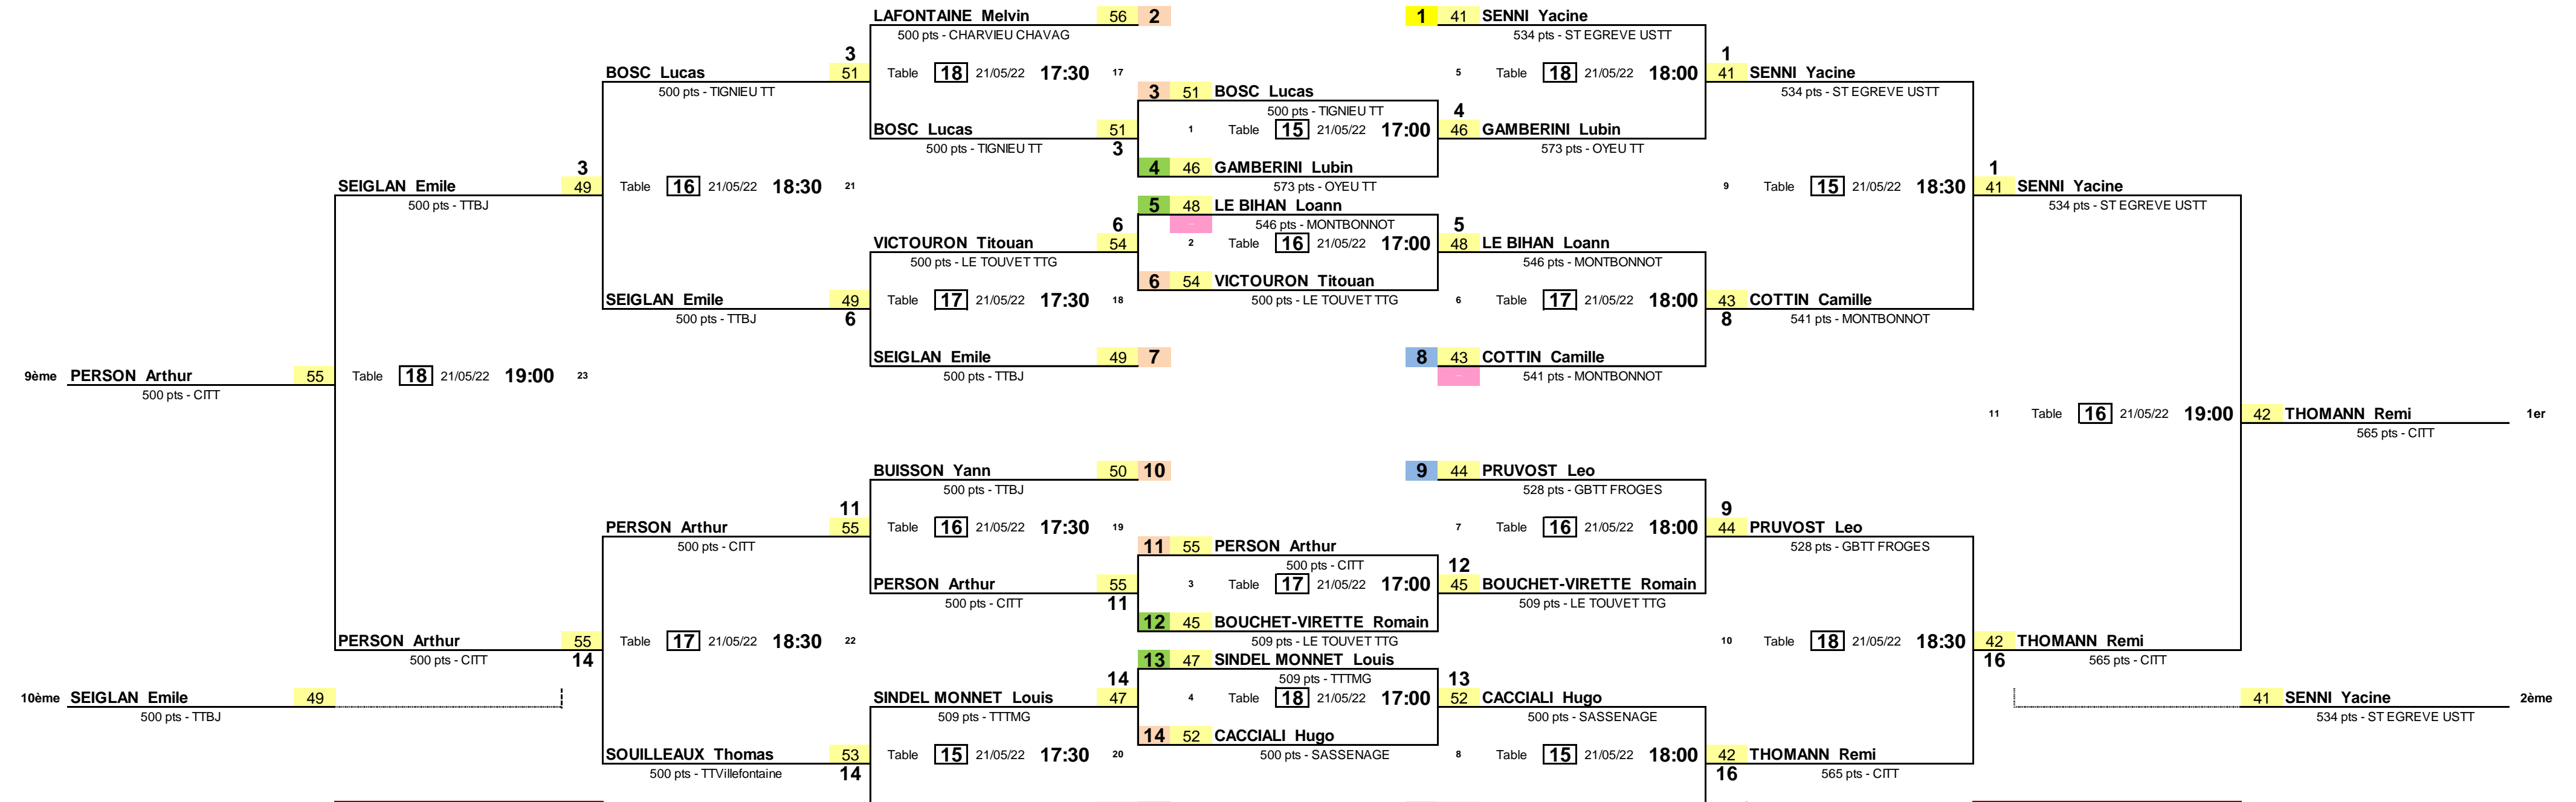 LAFONTAINE Melvin 56 2 1 41 SENNI Yacine
500 pts - CHARVIEU CHAVAG 534 pts - ST EGREVE USTT
3 1
BOSC Lucas 51 Table 18 21/05/22 17:30 17 5 Table 18 21/05/22 18:00 41 SENNI Yacine
500 pts - TIGNIEU TT 3 51 BOSC Lucas 534 pts - ST EGREVE USTT
500 pts - TIGNIEU TT 4
BOSC Lucas 51 1 Table 15 21/05/22 17:00 46 GAMBERINI Lubin
500 pts - TIGNIEU TT 3 573 pts - OYEU TT
3 4 46 GAMBERINI Lubin 1
SEIGLAN Emile 49 Table 16 21/05/22 18:30 21 573 pts - OYEU TT 9 Table 15 21/05/22 18:30 41 SENNI Yacine
500 pts - TTBJ 5 48 LE BIHAN Loann 534 pts - ST EGREVE USTT
6 546 pts - MONTBONNOT 5
VICTOURON Titouan 54 2 Table 16 21/05/22 17:00 48 LE BIHAN Loann
500 pts - LE TOUVET TTG 546 pts - MONTBONNOT
6 54 VICTOURON Titouan
SEIGLAN Emile 49 Table 17 21/05/22 17:30 18 500 pts - LE TOUVET TTG 6 Table 17 21/05/22 18:00 43 COTTIN Camille
500 pts - TTBJ 6 8 541 pts - MONTBONNOT
SEIGLAN Emile 49 7 8 43 COTTIN Camille
9ème PERSON Arthur 55 Table 18 21/05/22 19:00 23 500 pts - TTBJ 541 pts - MONTBONNOT
500 pts - CITT
11 Table 16 21/05/22 19:00 42 THOMANN Remi 1er
565 pts - CITT
BUISSON Yann 50 10 9 44 PRUVOST Leo
500 pts - TTBJ 528 pts - GBTT FROGES
11 9
PERSON Arthur 55 Table 16 21/05/22 17:30 19 7 Table 16 21/05/22 18:00 44 PRUVOST Leo
500 pts - CITT 11 55 PERSON Arthur 528 pts - GBTT FROGES
500 pts - CITT 12
PERSON Arthur 55 3 Table 17 21/05/22 17:00 45 BOUCHET-VIRETTE Romain
500 pts - CITT 11 509 pts - LE TOUVET TTG
12 45 BOUCHET-VIRETTE Romain
PERSON Arthur 55 Table 17 21/05/22 18:30 22 509 pts - LE TOUVET TTG 10 Table 18 21/05/22 18:30 42 THOMANN Remi
500 pts - CITT 14 13 47 SINDEL MONNET Louis 16 565 pts - CITT
14 509 pts - TTTMG 13
10ème SEIGLAN Emile 49 SINDEL MONNET Louis 47 4 Table 18 21/05/22 17:00 52 CACCIALI Hugo 41 SENNI Yacine 2ème
500 pts - TTBJ 509 pts - TTTMG 500 pts - SASSENAGE 534 pts - ST EGREVE USTT
14 52 CACCIALI Hugo
SOUILLEAUX Thomas 53 Table 15 21/05/22 17:30 20 500 pts - SASSENAGE 8 Table 15 21/05/22 18:00 42 THOMANN Remi
500 pts - TTVillefontaine 14 16 565 pts - CITT